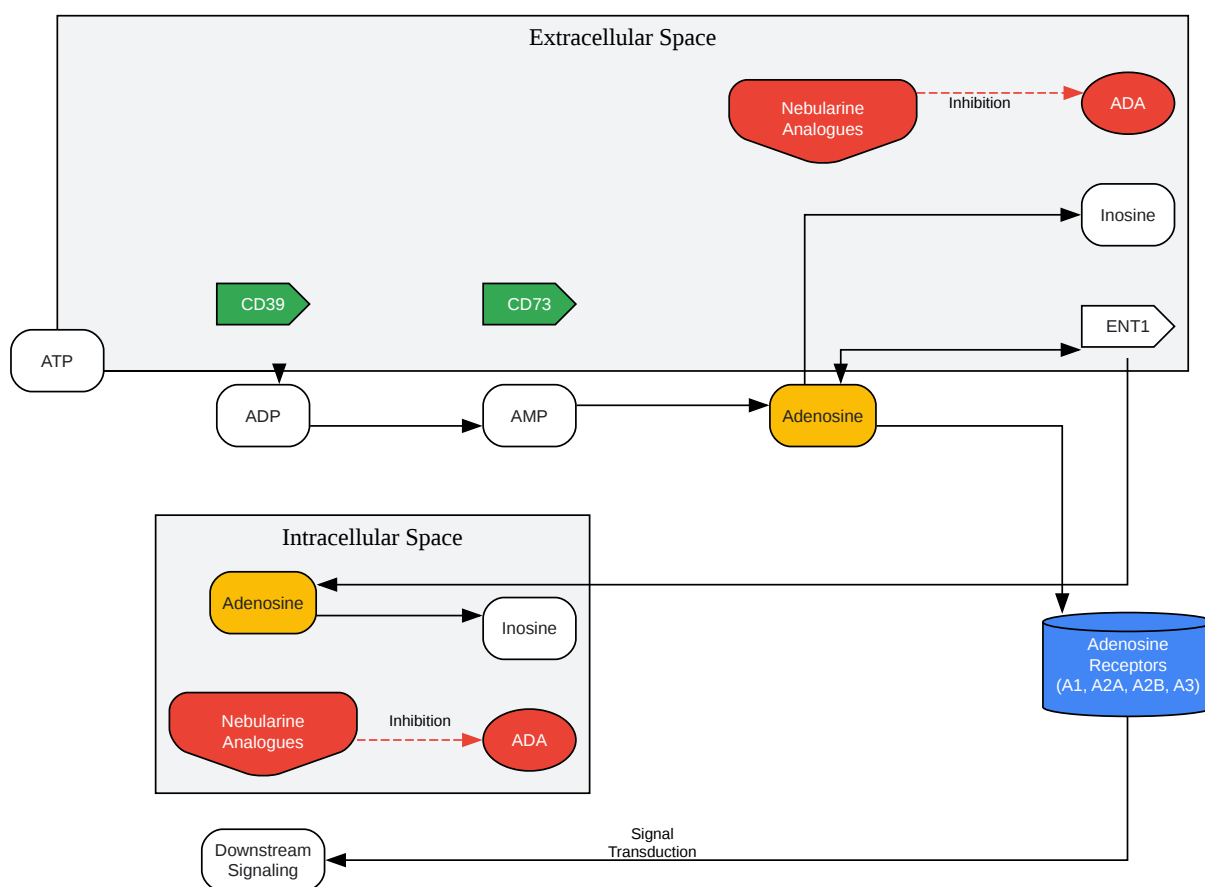 Extracellular Space
Nebularine
Analogues
Inhibition
ADA
Inosine
CD39
CD73
ENT1
ATP
ADP
AMP
Adenosine
Intracellular Space
Adenosine
Inosine
Adenosine
Receptors
(A1, A2A, A2B, A3)
Nebularine
Analogues
Inhibition
ADA
Downstream
Signaling
Signal
Transduction